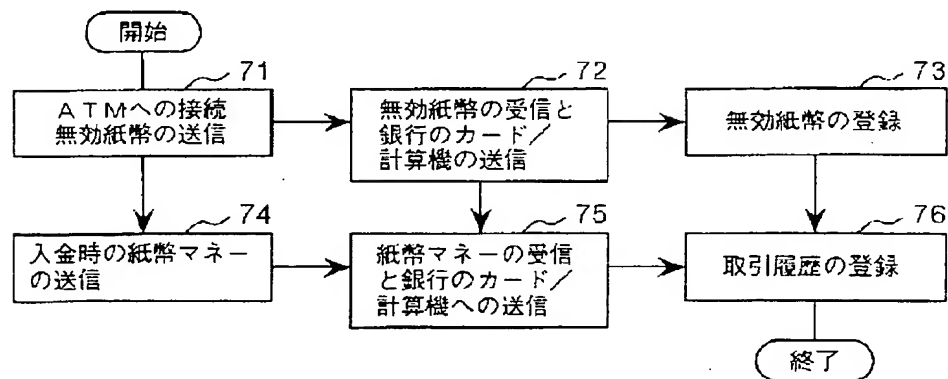 開始
71
ATMへの接続
無効紙幣の送信
72
無効紙幣の受信と
銀行のカード/
計算機の送信
73
無効紙幣の登録
74
入金時の紙幣マネー
の送信
75
紙幣マネーの受信
と銀行のカード/
計算機への送信
76
取引履歴の登録
終了